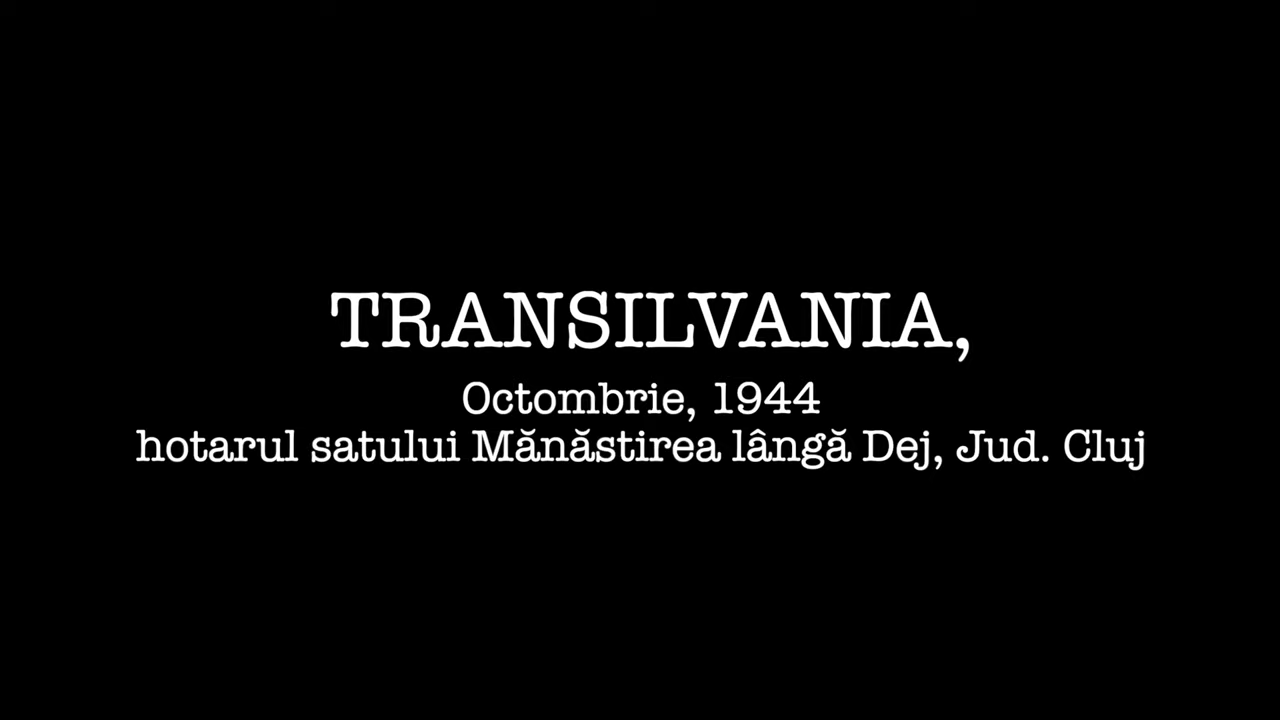 TRANSILVANIA,
Octombrie, 1944
hotarul satului Mănăstirea lângă Dej, Jud. Cluj